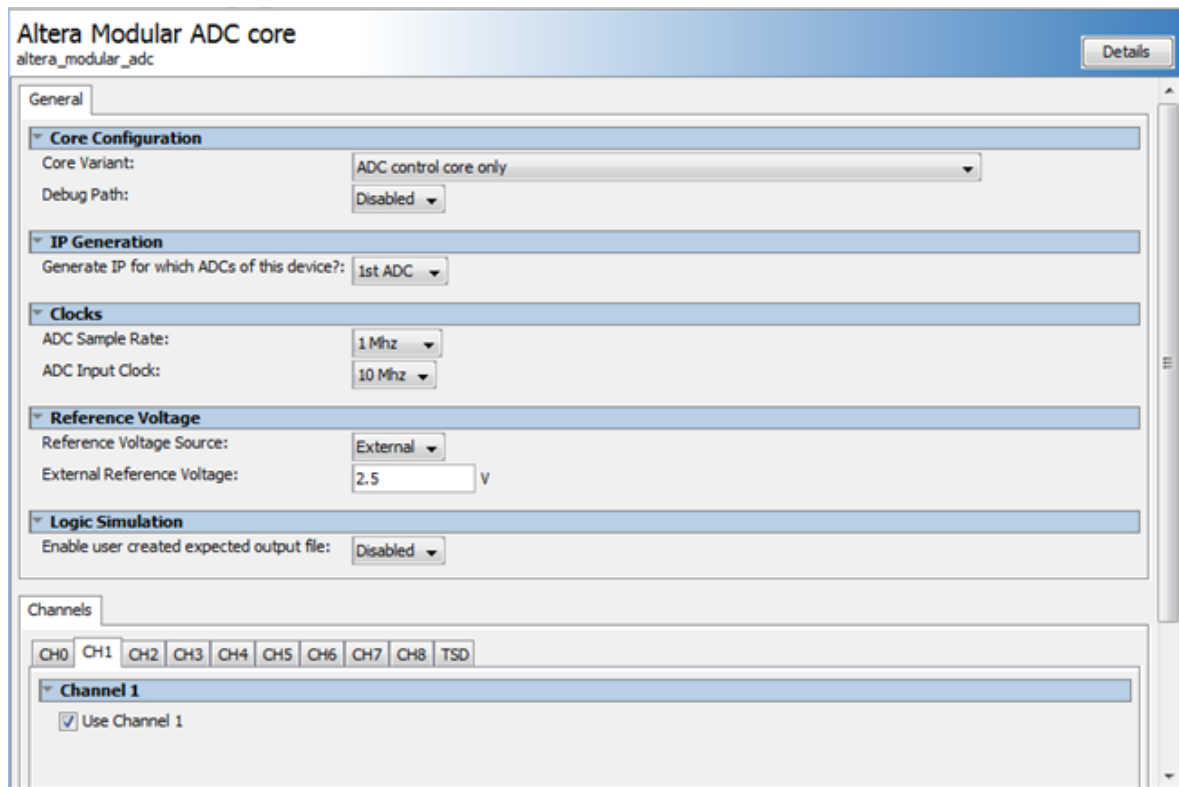 Altera Modular ADC core
altera_modular_adc
Details
General
Core Configuration
Core Variant: ADC control core only
Debug Path: Disabled
IP Generation
Generate IP for which ADCs of this device?: 1st ADC
Clocks
ADC Sample Rate: 1 Mhz
ADC Input Clock: 10 Mhz
Reference Voltage
Reference Voltage Source: External
External Reference Voltage: 2.5 V
Logic Simulation
Enable user created expected output file: Disabled
Channels
CH0 CH1 CH2 CH3 CH4 CH5 CH6 CH7 CH8 TSD
Channel 1
Use Channel 1